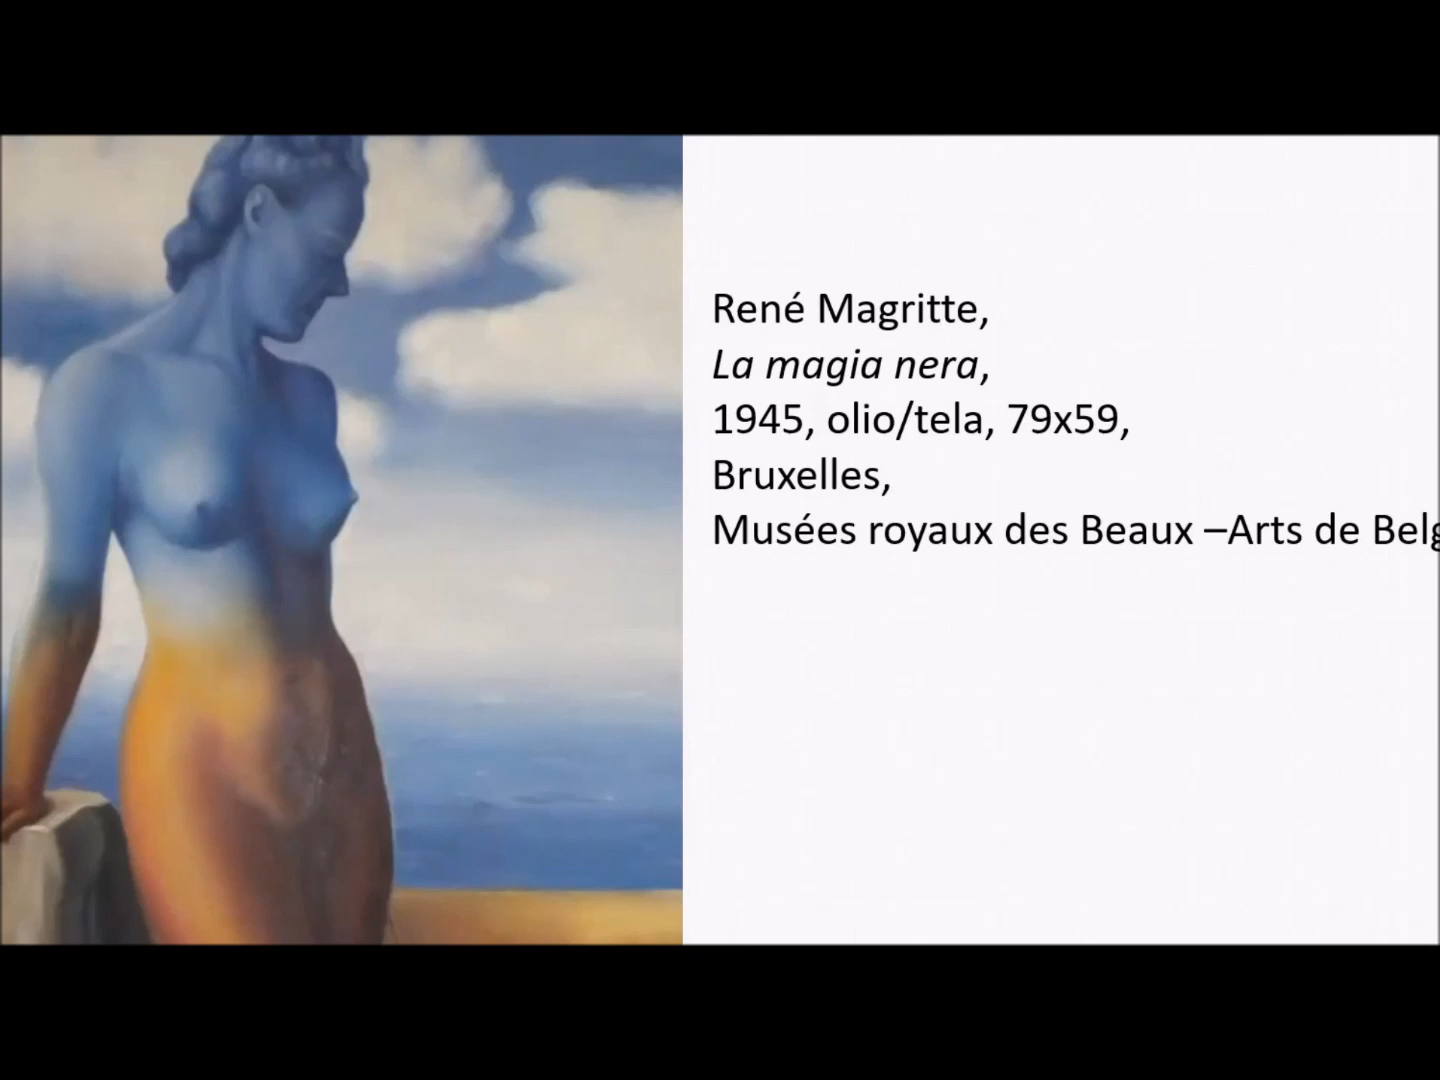 René Magritte,
La magia nera,
1945, olio/tela, 79x59,
Bruxelles,
Musées royaux des Beaux –Arts de